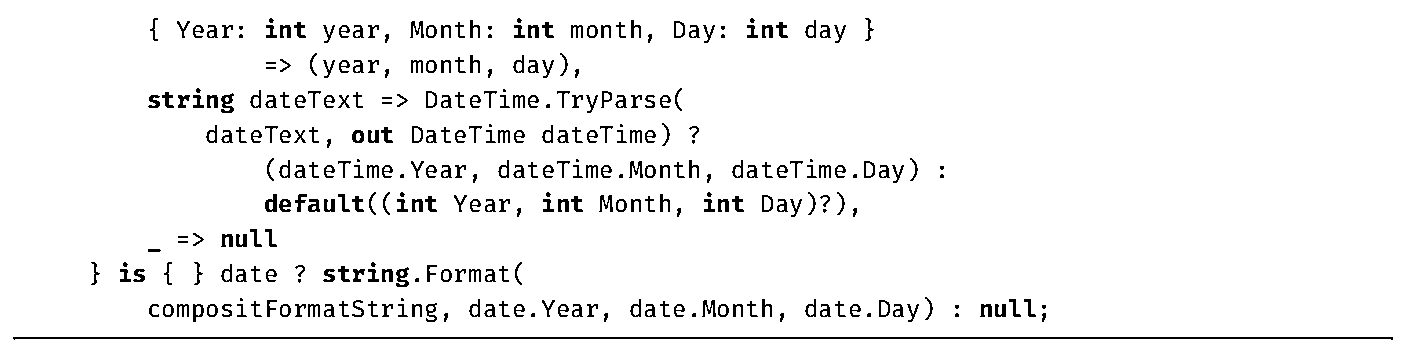 { Year: int year, Month: int month, Day: int day }
=> (year, month, day),
string dateText => DateTime.TryParse(
dateText, out DateTime dateTime) ?
(dateTime.Year, dateTime.Month, dateTime.Day) :
default((int Year, int Month, int Day)?),
_ => null
} is { } date ? string.Format(
compositFormatString, date.Year, date.Month, date.Day) : null;